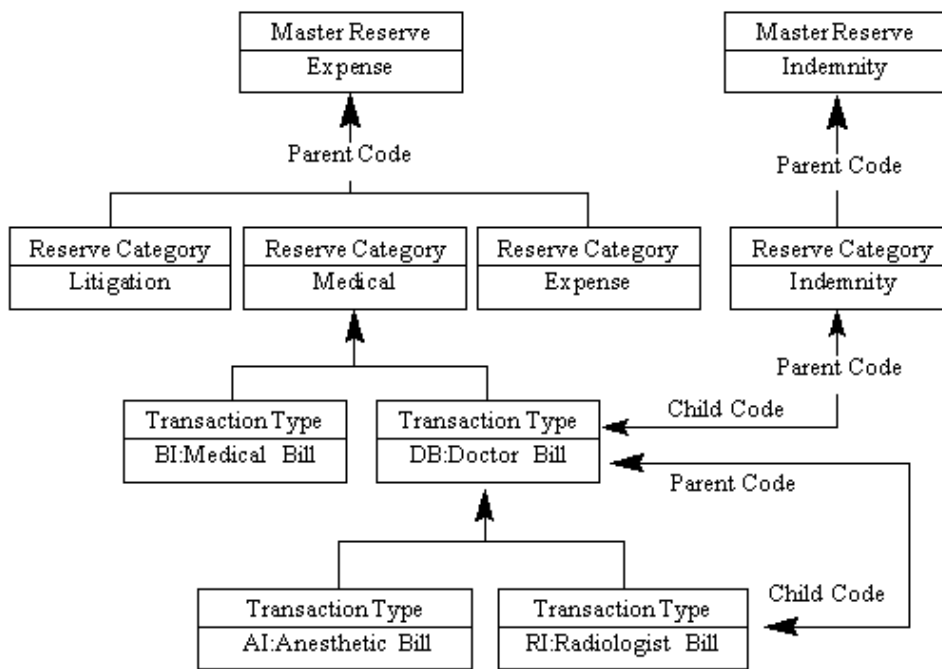 Master Reserve
Expense
Master Reserve
Indemnity
Parent Code
Parent Code
Reserve Category
Litigation
Reserve Category
Medical
Reserve Category
Expense
Reserve Category
Indemnity
Parent Code
Child Code
Transaction Type
BI:Medical Bill
Transaction Type
DB:Doctor Bill
Parent Code
Child Code
Transaction Type
AI:Anesthetic Bill
Transaction Type
RI:Radiologist Bill